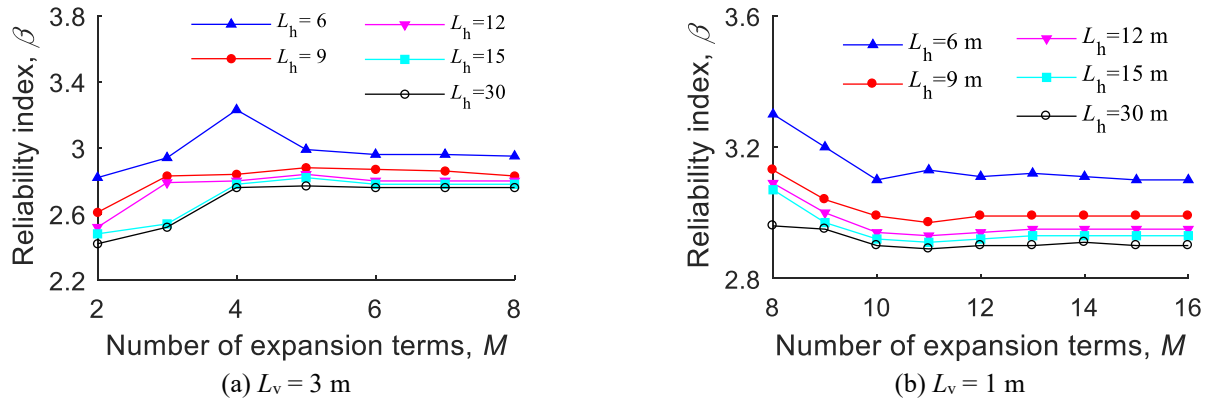 3.8
3.4
3
2.6
2.2
Reliability index, β
L_h = 6
L_h = 9
L_h=12
L_h=15
L_h=30
2 4 6 8
Number of expansion terms, M
(a) L_v = 3 m
3.6
3.2
2.8
Reliability index, β
L_h=6 m
L_h=9 m
L_h=12 m
L_h=15 m
L_h=30 m
8 10 12 14 16
Number of expansion terms, M
(b) L_v = 1 m